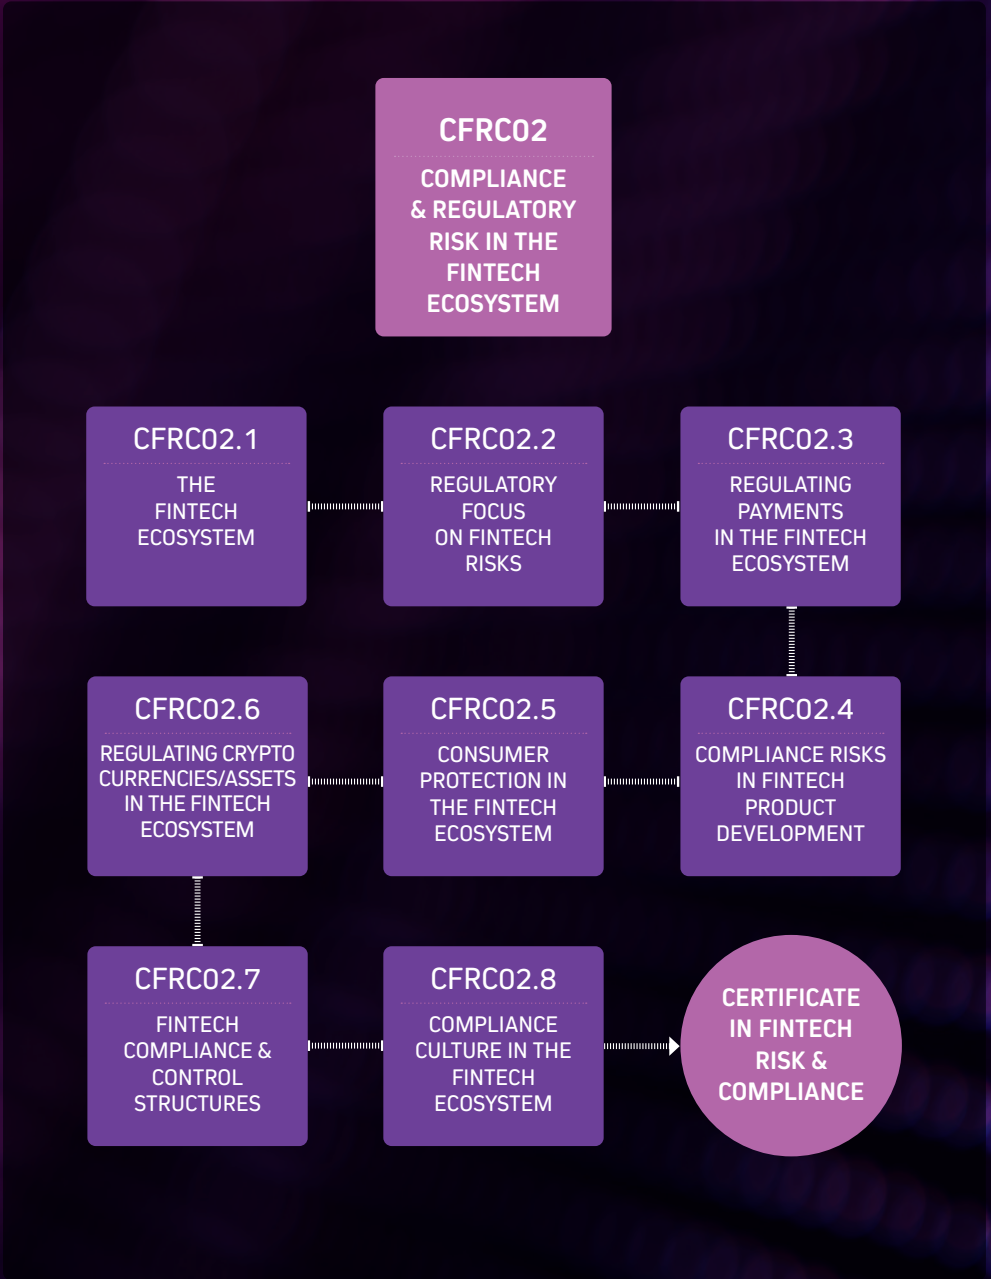 CFRC02
COMPLIANCE
& REGULATORY
RISK IN THE
FINTECH
ECOSYSTEM
CFRC02.1
THE
FINTECH
ECOSYSTEM
CFRC02.2
REGULATORY
FOCUS
ON FINTECH
RISKS
CFRC02.3
REGULATING
PAYMENTS
IN THE FINTECH
ECOSYSTEM
CFRC02.4
COMPLIANCE RISKS
IN FINTECH
PRODUCT
DEVELOPMENT
CFRC02.5
CONSUMER
PROTECTION IN
THE FINTECH
ECOSYSTEM
CFRC02.6
REGULATING CRYPTO
CURRENCIES/ASSETS
IN THE FINTECH
ECOSYSTEM
CFRC02.7
FINTECH
COMPLIANCE &
CONTROL
STRUCTURES
CFRC02.8
COMPLIANCE
CULTURE IN THE
FINTECH
ECOSYSTEM
CERTIFICATE
IN FINTECH
RISK &
COMPLIANCE